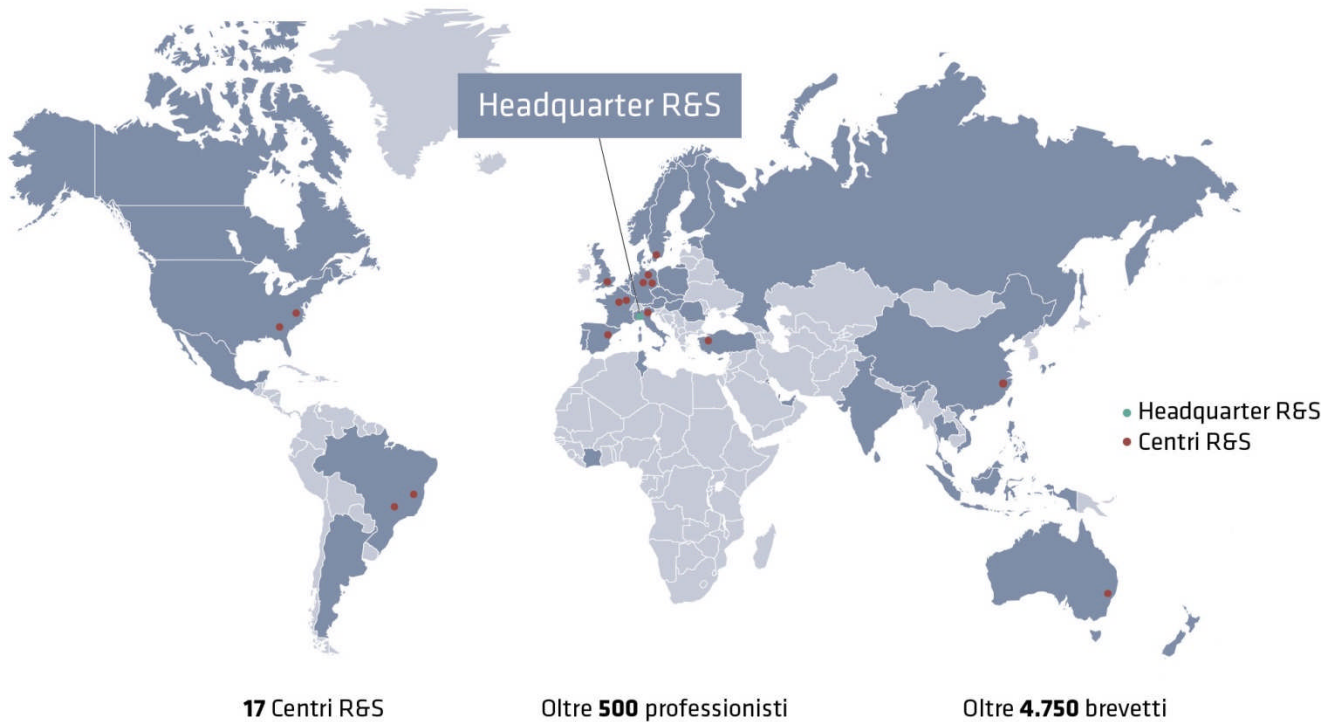 Headquarter R&S
Headquarter R&S
Centri R&S
17 Centri R&S
Oltre 500 professionisti
Oltre 4.750 brevetti